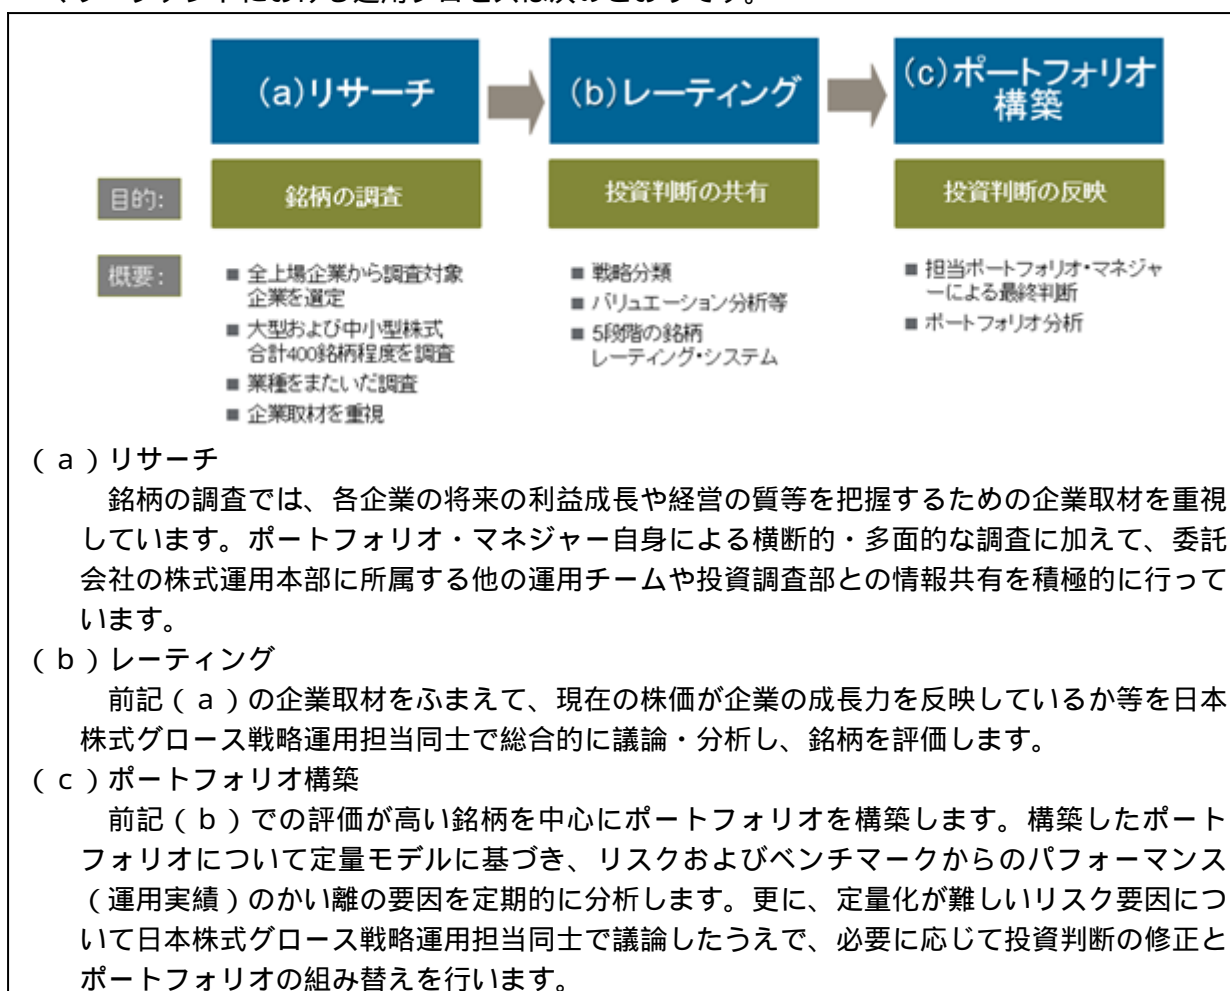 (a)リサーチ
(b)レーティング
(c)ポートフォリオ
構築
目的:
銘柄の調査
投資判断の共有
投資判断の反映
概要:
■ 全上場企業から調査対象
企業を選定
■ 大型および中小型株式
合計400銘柄程度を調査
■ 業種をまたいだ調査
■ 企業取材を重視
■ 戦略分類
■ バリュエーション分析等
■ 5段階の銘柄
レーティング・システム
■ 担当ポートフォリオ・マネジャ
ーによる最終判断
■ ポートフォリオ分析
(a)リサーチ
銘柄の調査では、各企業の将来の利益成長や経営の質等を把握するための企業取材を重視
しています。ポートフォリオ・マネジャー自身による横断的・多面的な調査に加えて、委託
会社の株式運用本部に所属する他の運用チームや投資調査部との情報共有を積極的に行って
います。
(b)レーティング
前記(a)の企業取材をふまえて、現在の株価が企業の成長力を反映しているか等を日本
株式グロース戦略運用担当同士で総合的に議論・分析し、銘柄を評価します。
(c)ポートフォリオ構築
前記(b)での評価が高い銘柄を中心にポートフォリオを構築します。構築したポート
フォリオについて定量モデルに基づき、リスクおよびベンチマークからのパフォーマンス
(運用実績)のかい離の要因を定期的に分析します。更に、定量化が難しいリスク要因につ
いて日本株式グロース戦略運用担当同士で議論したうえで、必要に応じて投資判断の修正と
ポートフォリオの組み替えを行います。